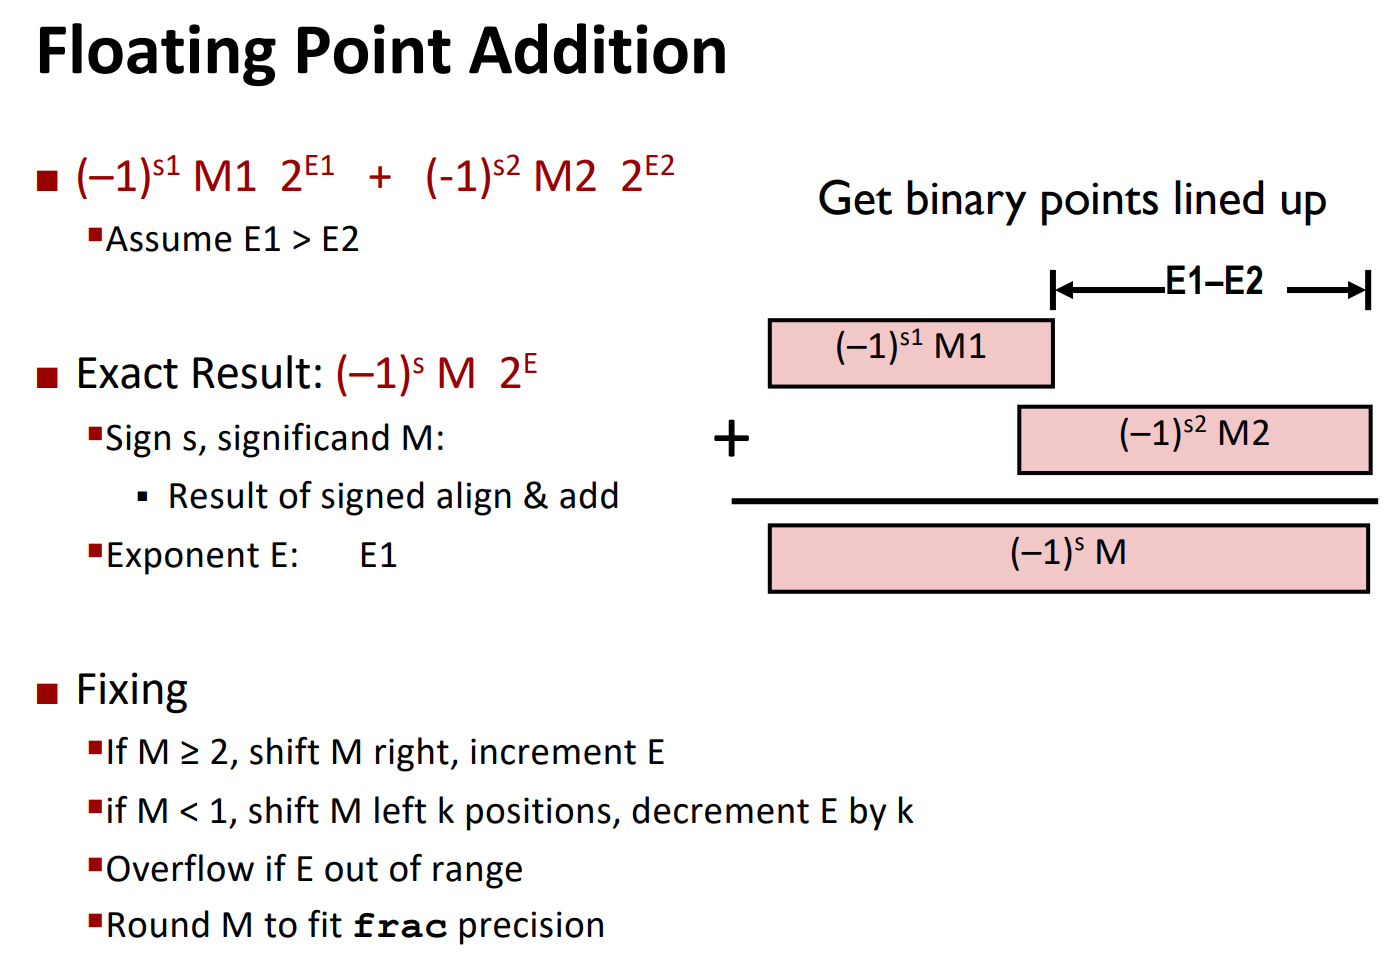 Floating Point Addition
■ (–1)^s1 M1 2^E1 + (-1)^s2 M2 2^E2
▪Assume E1 > E2
■ Exact Result: (–1)^s M 2^E
▪Sign s, significand M:
▪ Result of signed align & add
▪Exponent E: E1
■ Fixing
▪If M ≥ 2, shift M right, increment E
▪if M < 1, shift M left k positions, decrement E by k
▪Overflow if E out of range
▪Round M to fit frac precision
Get binary points lined up
E1–E2
(–1)^s1 M1
+
(–1)^s2 M2
(–1)^s M